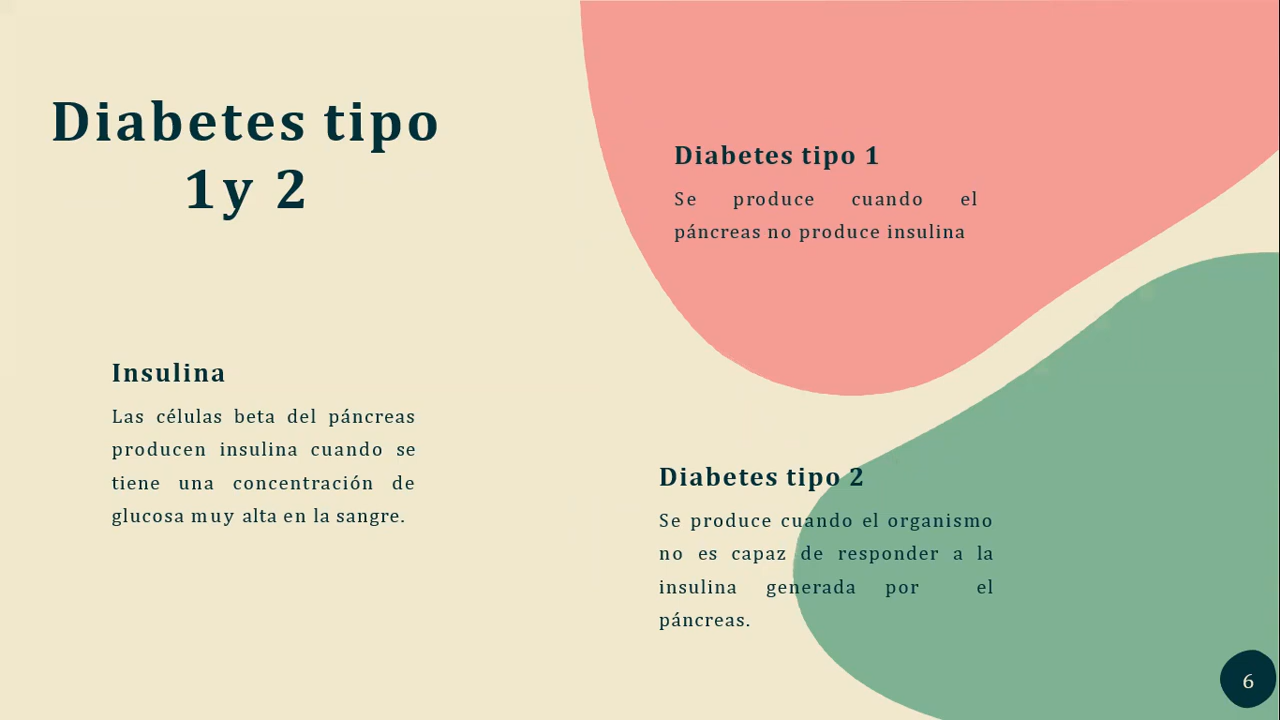 Diabetes tipo
1y 2
Insulina
Las células beta del páncreas
producen insulina cuando se
tiene una concentración de
glucosa muy alta en la sangre.
Diabetes tipo 1
Se produce cuando el
páncreas no produce insulina
Diabetes tipo 2
Se produce cuando el organismo
no es capaz de responder a la
insulina generada por el
páncreas.
6